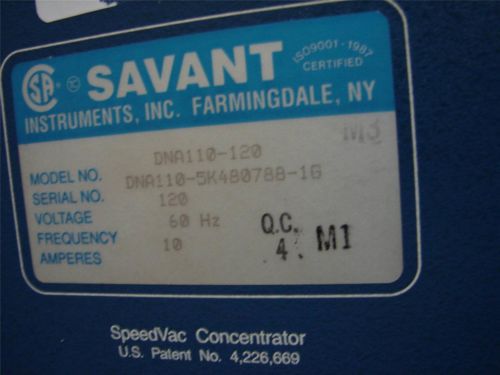 SAVANT
ISO9001-1987
CERTIFIED
INSTRUMENTS, INC. FARMINGDALE, NY
M3
DNA110-120
MODEL NO. DNA110-5K480788-1G
SERIAL NO. 120
VOLTAGE 60 Hz
FREQUENCY 10
AMPERES
Q.C.
4 M1
SpeedVac Concentrator
U.S. Patent No. 4,226,669